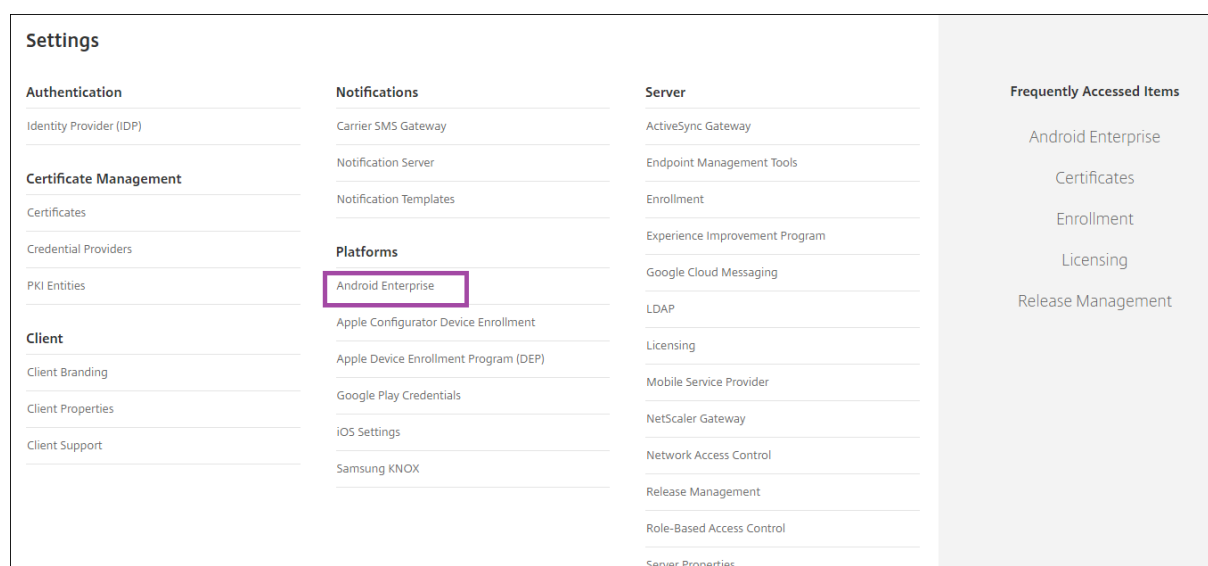 Settings
Authentication
Identity Provider (IDP)
Certificate Management
Certificates
Credential Providers
PKI Entities
Client
Client Branding
Client Properties
Client Support
Notifications
Carrier SMS Gateway
Notification Server
Notification Templates
Platforms
Android Enterprise
Apple Configurator Device Enrollment
Apple Device Enrollment Program (DEP)
Google Play Credentials
iOS Settings
Samsung KNOX
Server
ActiveSync Gateway
Endpoint Management Tools
Enrollment
Experience Improvement Program
Google Cloud Messaging
LDAP
Licensing
Mobile Service Provider
NetScaler Gateway
Network Access Control
Release Management
Role-Based Access Control
Server Properties
Frequently Accessed Items
Android Enterprise
Certificates
Enrollment
Licensing
Release Management